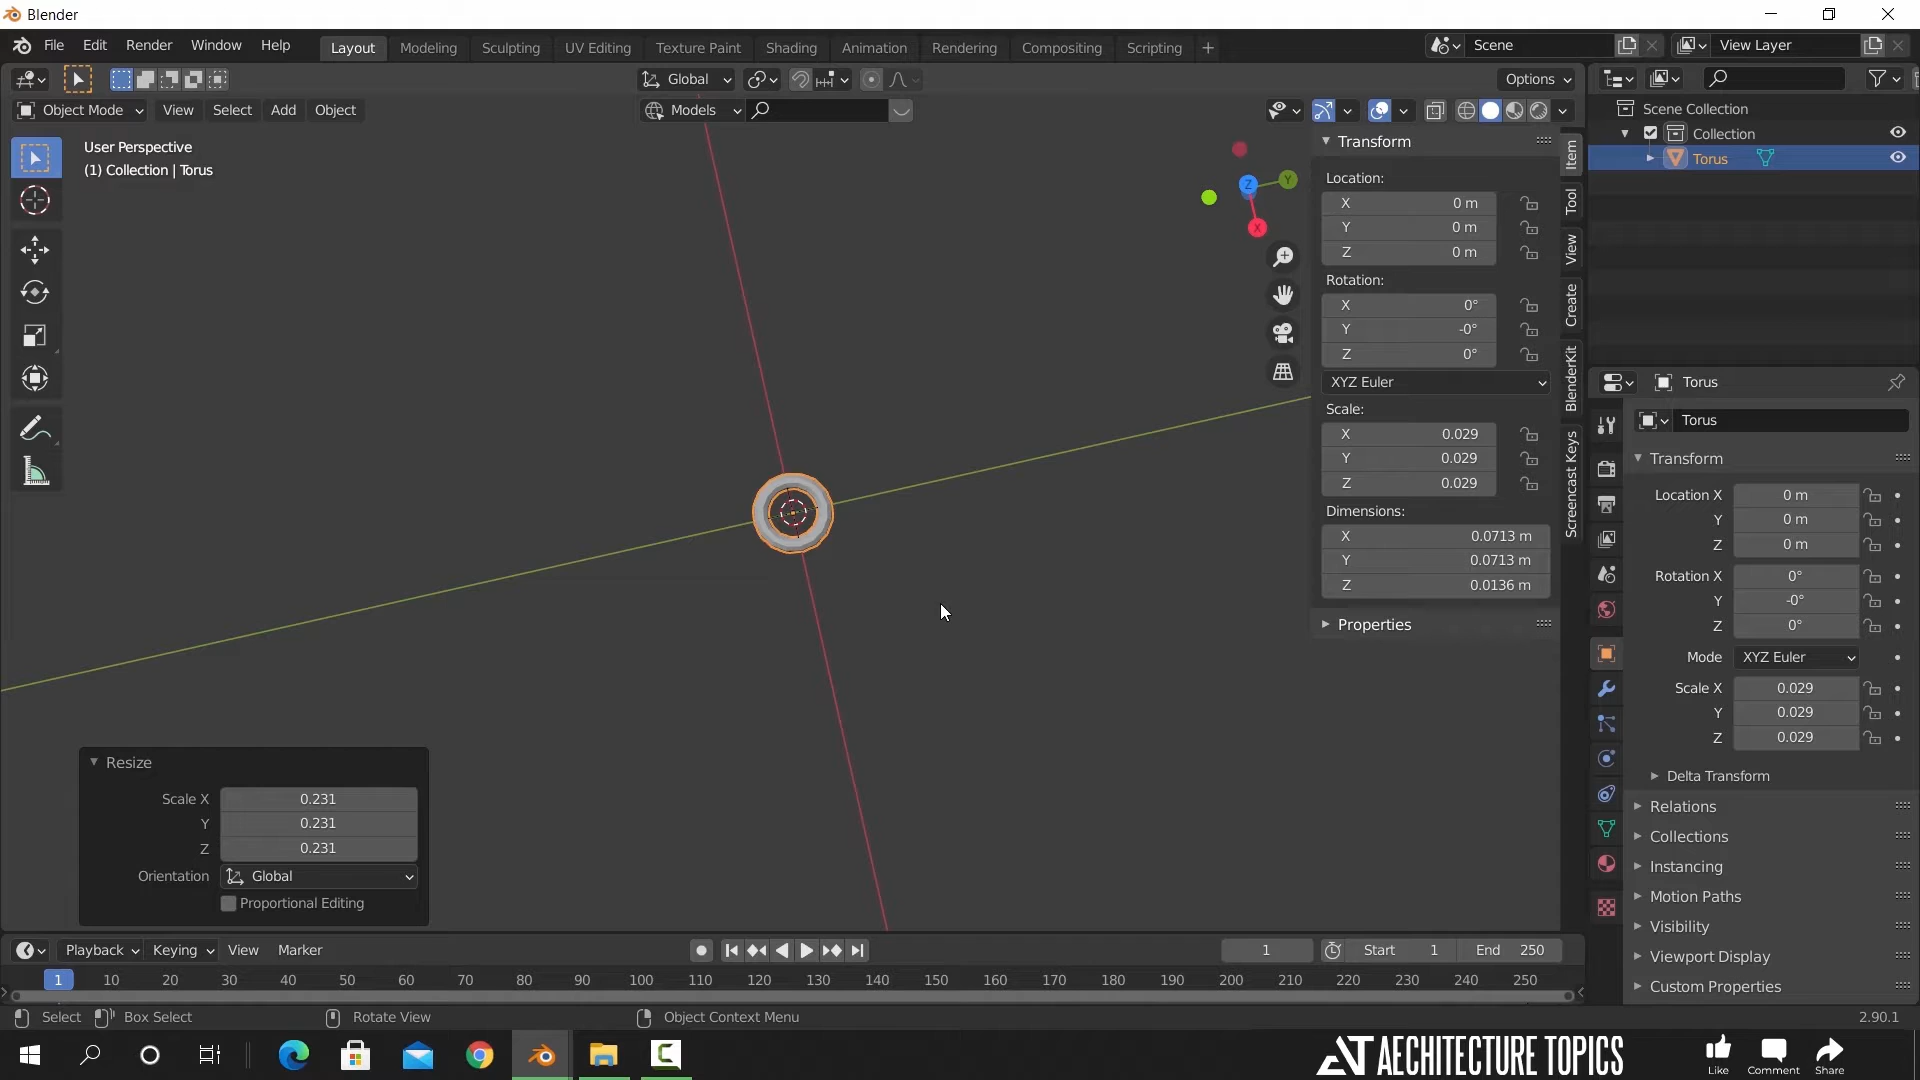 Blender
File Edit Render Window Help Layout Modeling Sculpting UV Editing Texture Paint Shading Animation Rendering Compositing Scripting + Scene View Layer
Global Options
Object Mode View Select Add Object Models
User Perspective
(1) Collection | Torus
Z Y X
Transform
Location:
X 0 m
Y 0 m
Z 0 m
Rotation:
X 0°
Y -0°
Z 0°
XYZ Euler
Scale:
X 0.029
Y 0.029
Z 0.029
Dimensions:
X 0.0713 m
Y 0.0713 m
Z 0.0136 m
Properties
Item
Tool
View
Create
BlenderKit
Screencast Keys
Scene Collection
Collection
Torus
Torus
Torus
Transform
Location X 0 m
Y 0 m
Z 0 m
Rotation X 0°
Y -0°
Z 0°
Mode XYZ Euler
Scale X 0.029
Y 0.029
Z 0.029
Delta Transform
Relations
Collections
Instancing
Motion Paths
Visibility
Viewport Display
Custom Properties
Resize
Scale X 0.231
Y 0.231
Z 0.231
Orientation Global
Proportional Editing
Playback Keying View Marker 1 Start 1 End 250
1 10 20 30 40 50 60 70 80 90 100 110 120 130 140 150 160 170 180 190 200 210 220 230 240 250
Select Box Select Rotate View Object Context Menu 2.90.1
AT AECHITECTURE TOPICS
Like Comment Share